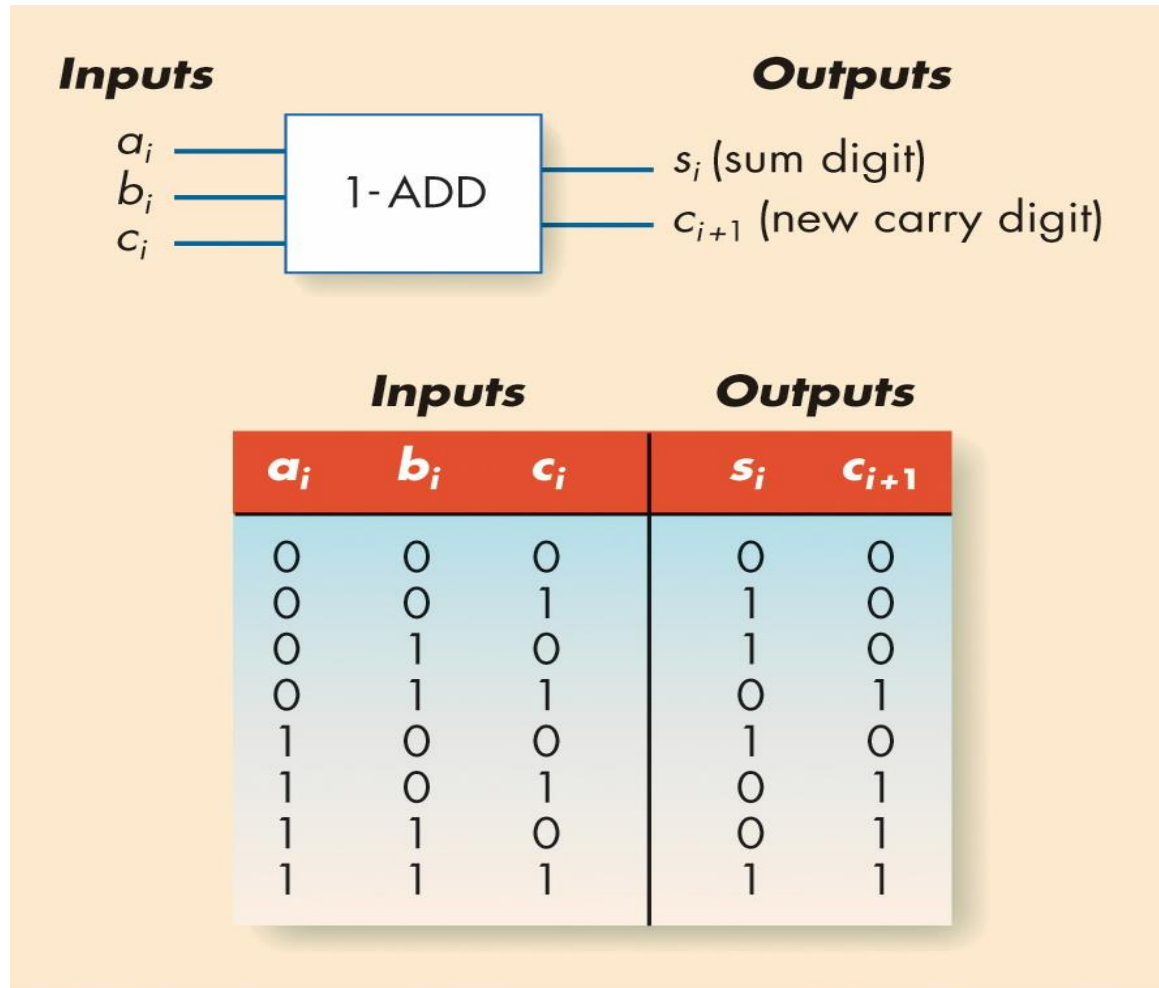 Inputs Outputs
aᵢ
bᵢ
cᵢ
1-ADD
sᵢ (sum digit)
cᵢ₊₁ (new carry digit)
Inputs Outputs
aᵢ bᵢ cᵢ sᵢ cᵢ₊₁
0 0 0 0 0
0 0 1 1 0
0 1 0 1 0
0 1 1 0 1
1 0 0 1 0
1 0 1 0 1
1 1 0 0 1
1 1 1 1 1